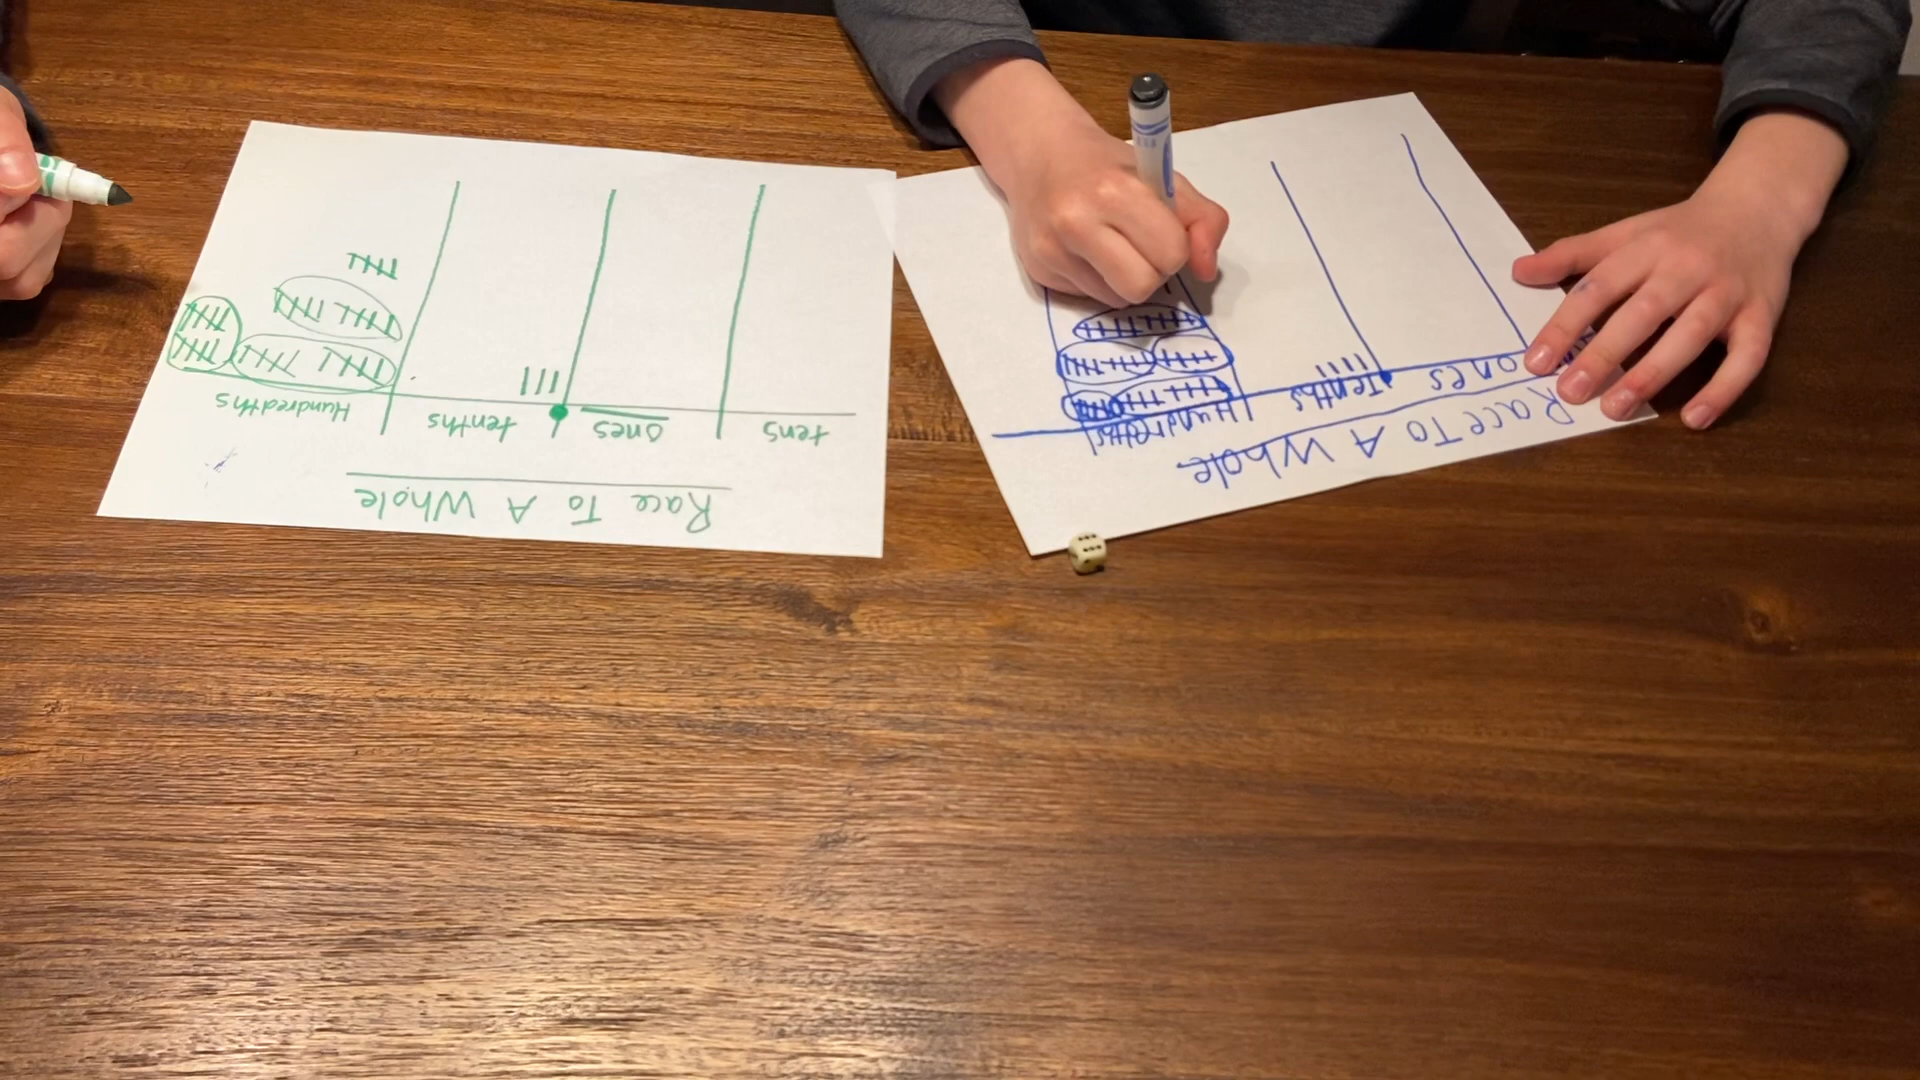 Race To A Whole
tens ones tenths Hundredths
Race To A Whole
ones Tenths Hundredths